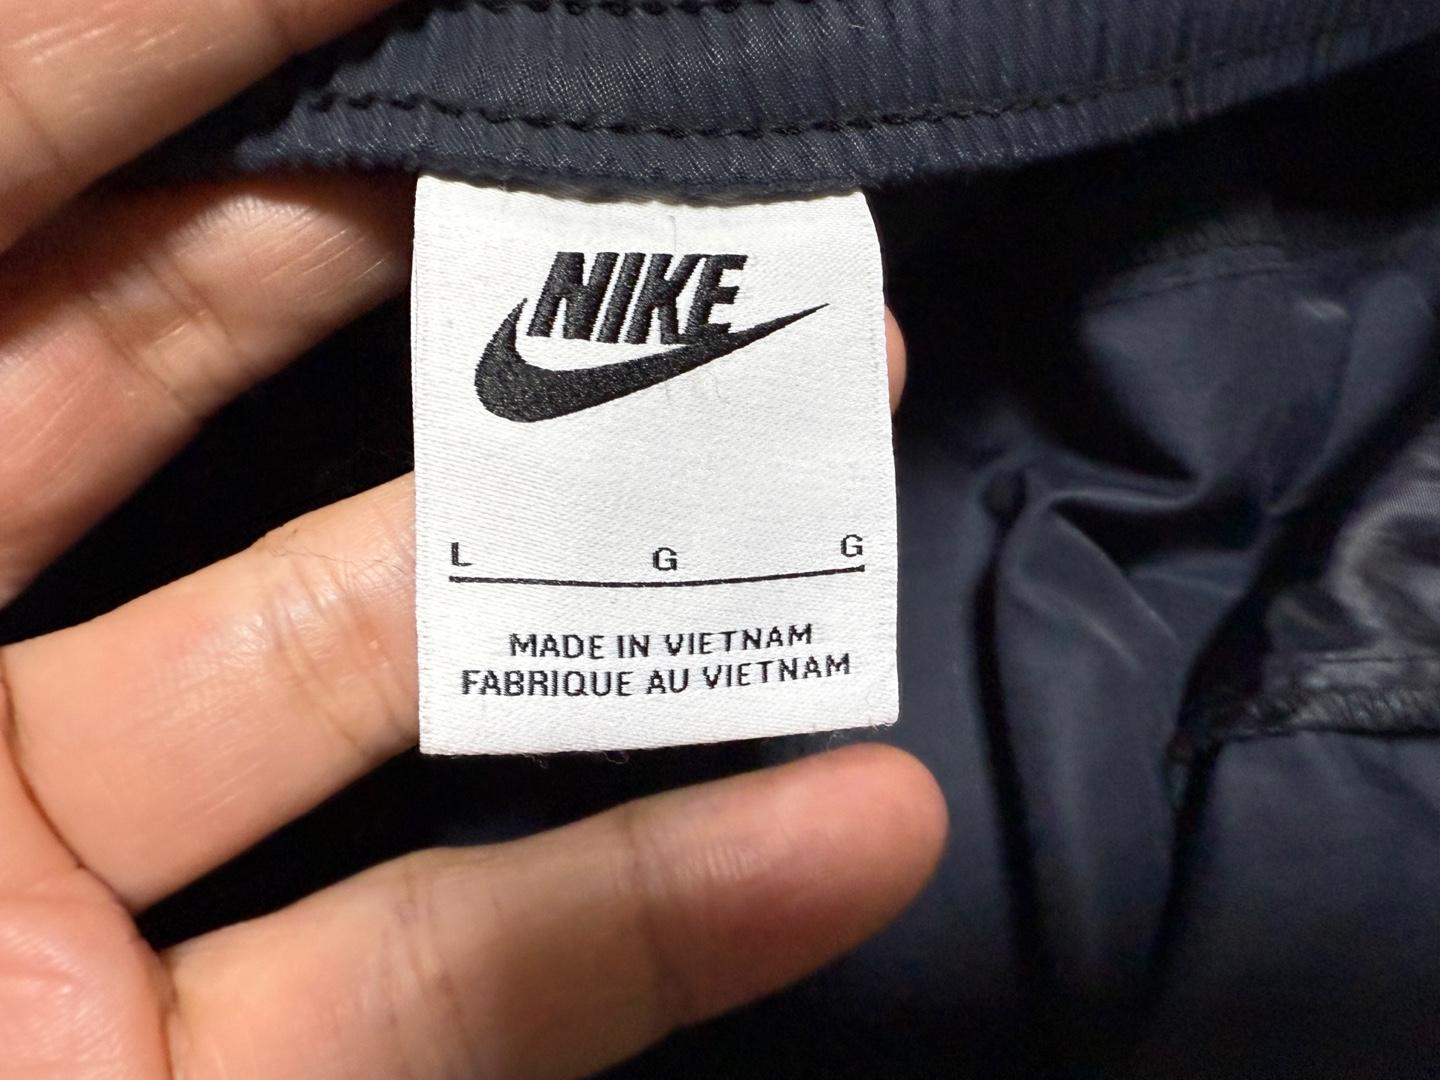 NIKE
L G G
MADE IN VIETNAM
FABRIQUE AU VIETNAM